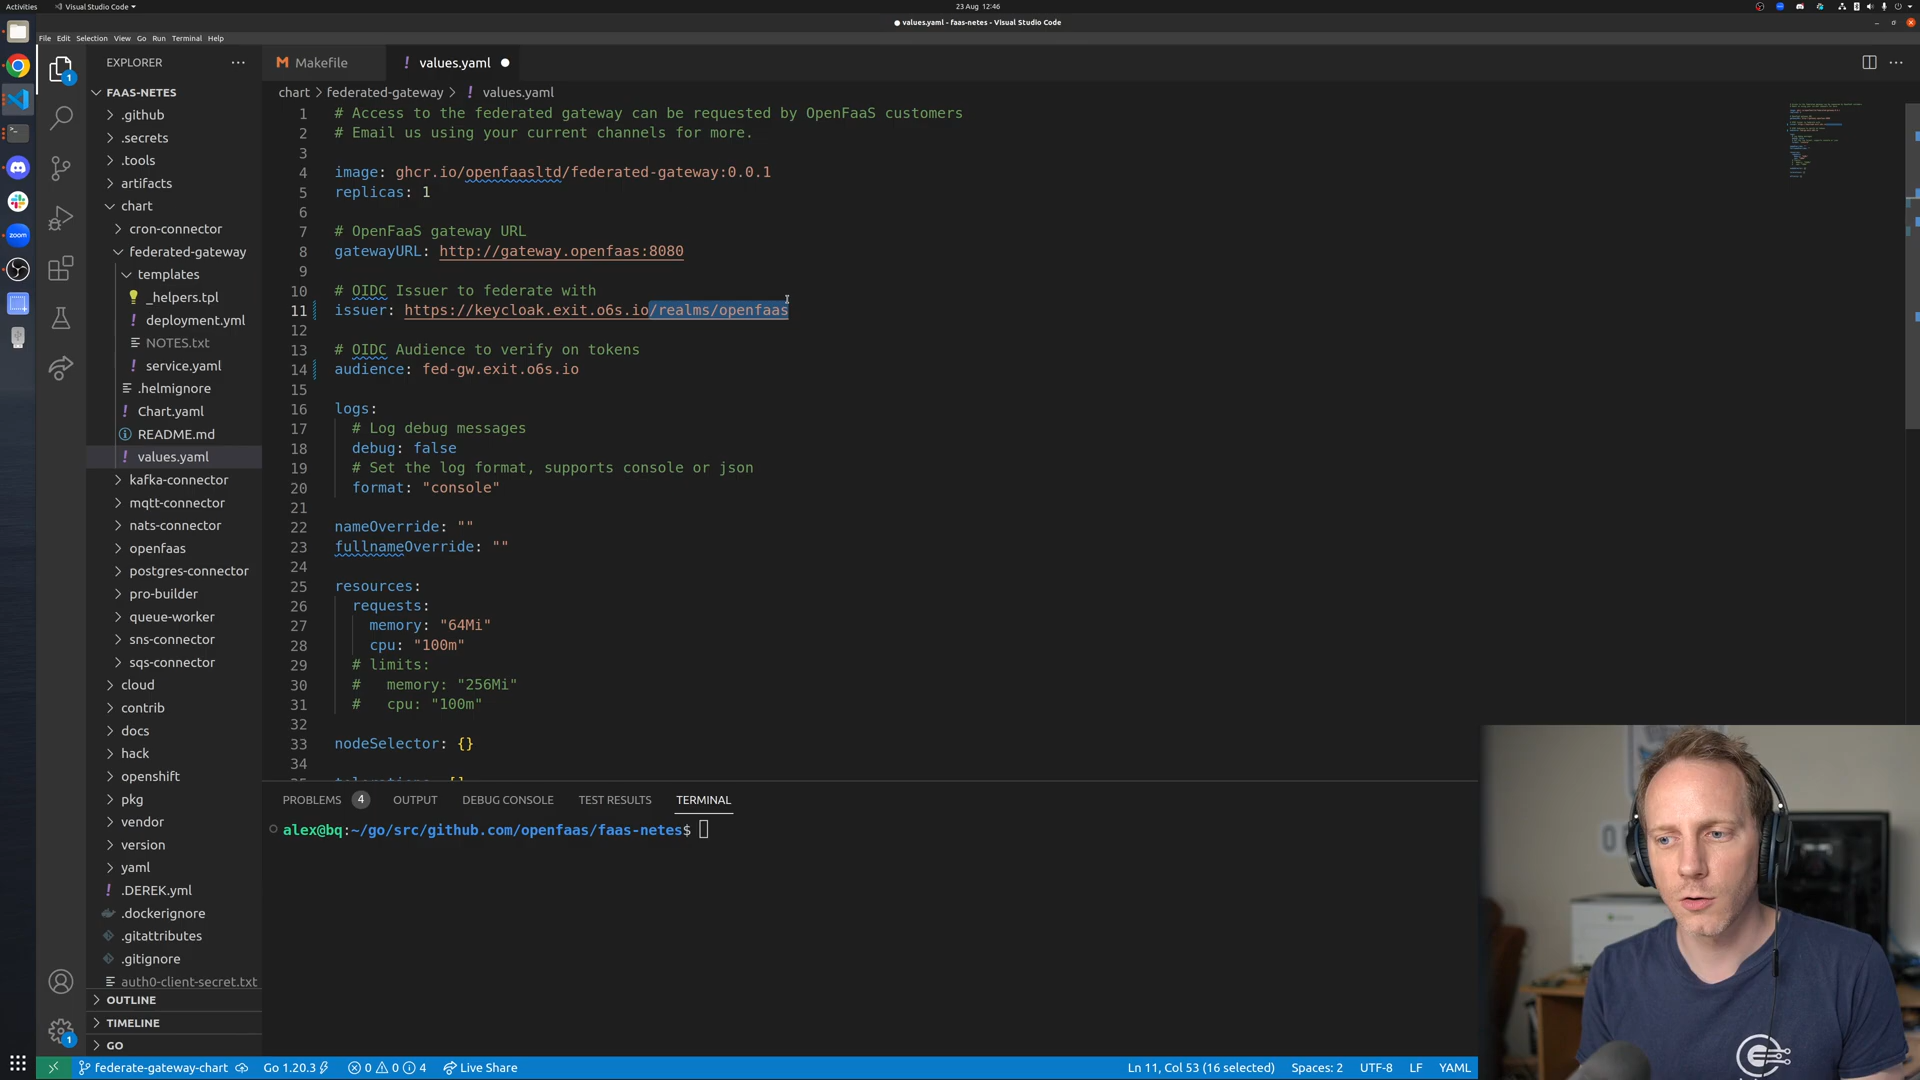 Activities
Visual Studio Code
23 Aug 12:46
values.yaml - faas-netes - Visual Studio Code
File Edit Selection View Go Run Terminal Help
EXPLORER
Makefile
values.yaml
FAAS-NETES
chart > federated-gateway > values.yaml
.github
.secrets
.tools
artifacts
chart
cron-connector
federated-gateway
templates
_helpers.tpl
deployment.yml
NOTES.txt
service.yaml
.helmignore
Chart.yaml
README.md
values.yaml
kafka-connector
mqtt-connector
nats-connector
openfaas
postgres-connector
pro-builder
queue-worker
sns-connector
sqs-connector
cloud
contrib
docs
hack
openshift
pkg
vendor
version
yaml
.DEREK.yml
.dockerignore
.gitattributes
.gitignore
auth0-client-secret.txt
OUTLINE
TIMELINE
GO
1 # Access to the federated gateway can be requested by OpenFaaS customers
2 # Email us using your current channels for more.
3
4 image: ghcr.io/openfaasltd/federated-gateway:0.0.1
5 replicas: 1
6
7 # OpenFaaS gateway URL
8 gatewayURL: http://gateway.openfaas:8080
9
10 # OIDC Issuer to federate with
11 issuer: https://keycloak.exit.o6s.io/realms/openfaas
12
13 # OIDC Audience to verify on tokens
14 audience: fed-gw.exit.o6s.io
15
16 logs:
17 # Log debug messages
18 debug: false
19 # Set the log format, supports console or json
20 format: "console"
21
22 nameOverride: ""
23 fullnameOverride: ""
24
25 resources:
26 requests:
27 memory: "64Mi"
28 cpu: "100m"
29 # limits:
30 # memory: "256Mi"
31 # cpu: "100m"
32
33 nodeSelector: {}
34
PROBLEMS 4 OUTPUT DEBUG CONSOLE TEST RESULTS TERMINAL
alex@bq:~/go/src/github.com/openfaas/faas-netes$
federate-gateway-chart Go 1.20.3 0 0 4 Live Share
Ln 11, Col 53 (16 selected) Spaces: 2 UTF-8 LF YAML